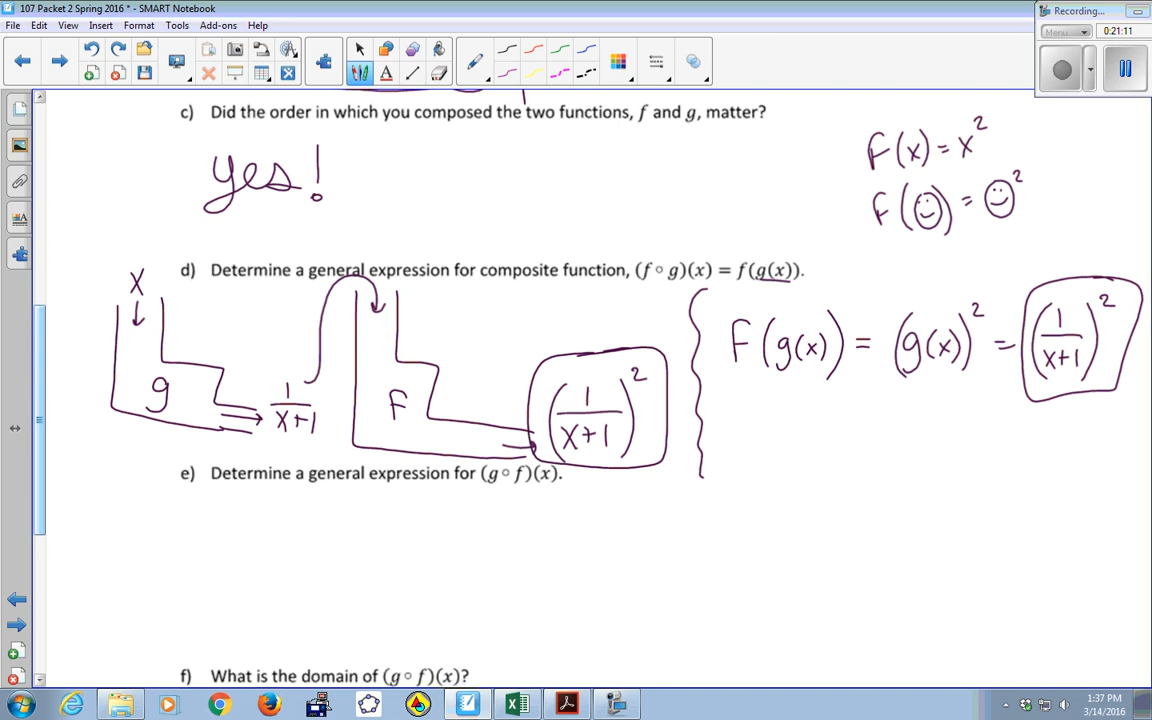 107 Packet 2 Spring 2016 * - SMART Notebook
Recording...
File Edit View Insert Format Tools Addons Help
Menu
0:21:11
c) Did the order in which you composed the two functions, f and g, matter?
yes!
F(x) = x²
F(☺) = ☺²
d) Determine a general expression for composite function, (f ∘ g)(x) = f(g(x)).
x
g
1/(x+1)
F
(1/(x+1))²
F(g(x)) = (g(x))² = (1/(x+1))²
e) Determine a general expression for (g ∘ f)(x).
f) What is the domain of (g ∘ f)(x)?
1:37 PM
3/14/2016